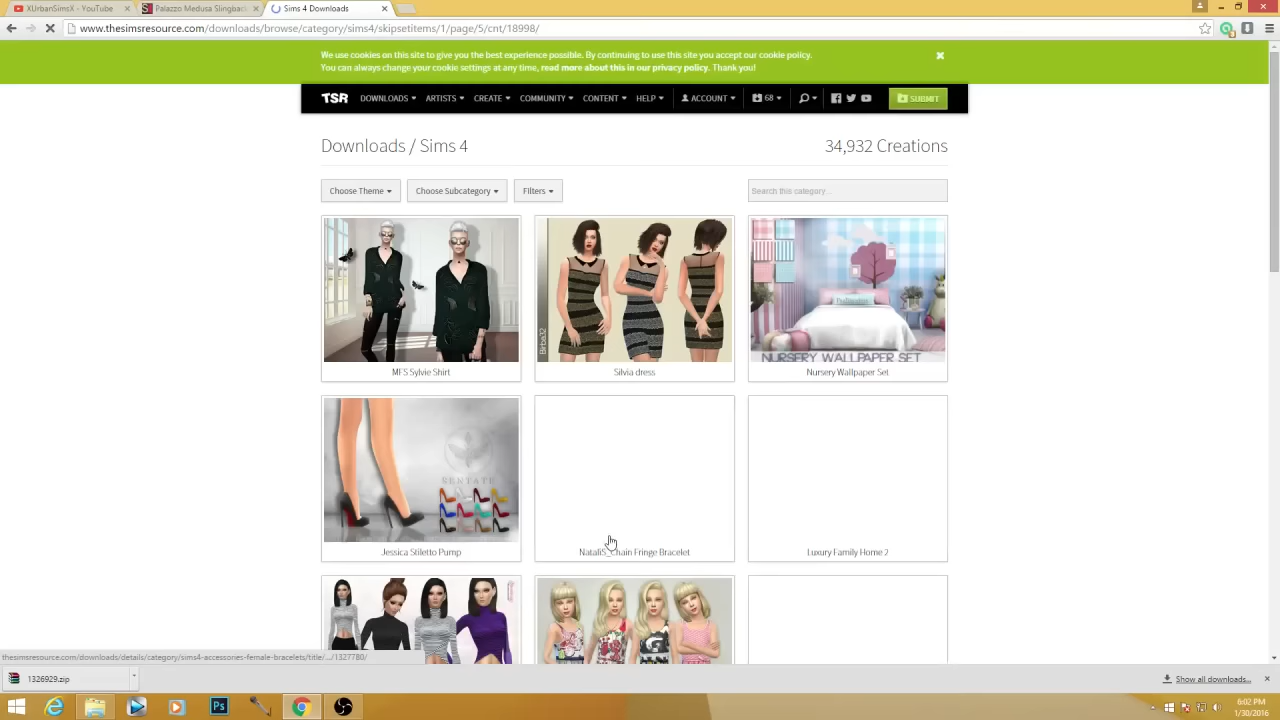 XUrbanSimsX - YouTube
Palazzo Medusa Slingback
Sims 4 Downloads
www.thesimsresource.com/downloads/browse/category/sims4/skipsetitems/1/page/5/cnt/18998/
We use cookies on this site to give you the best experience possible. By continuing to use this site you accept our cookie policy.
You can always change your cookie settings at any time, read more about this in our privacy policy. Thank you!
TSR DOWNLOADS ARTISTS CREATE COMMUNITY CONTENT HELP ACCOUNT 68 SUBMIT
Downloads / Sims 4
34,932 Creations
Choose Theme Choose Subcategory Filters
Search this category...
Birba32
PreMinaline
NURSERY WALLPAPER SET
MFS Sylvie Shirt
Silvia dress
Nursery Wallpaper Set
SENTATE
Jessica Stiletto Pump
NataliS_Chain Fringe Bracelet
Luxury Family Home 2
thesimsresource.com/downloads/details/category/sims4-accessories-female-bracelets/title/.../1327780/
1326929.zip
Show all downloads...
Ps
6:02 PM
1/30/2016